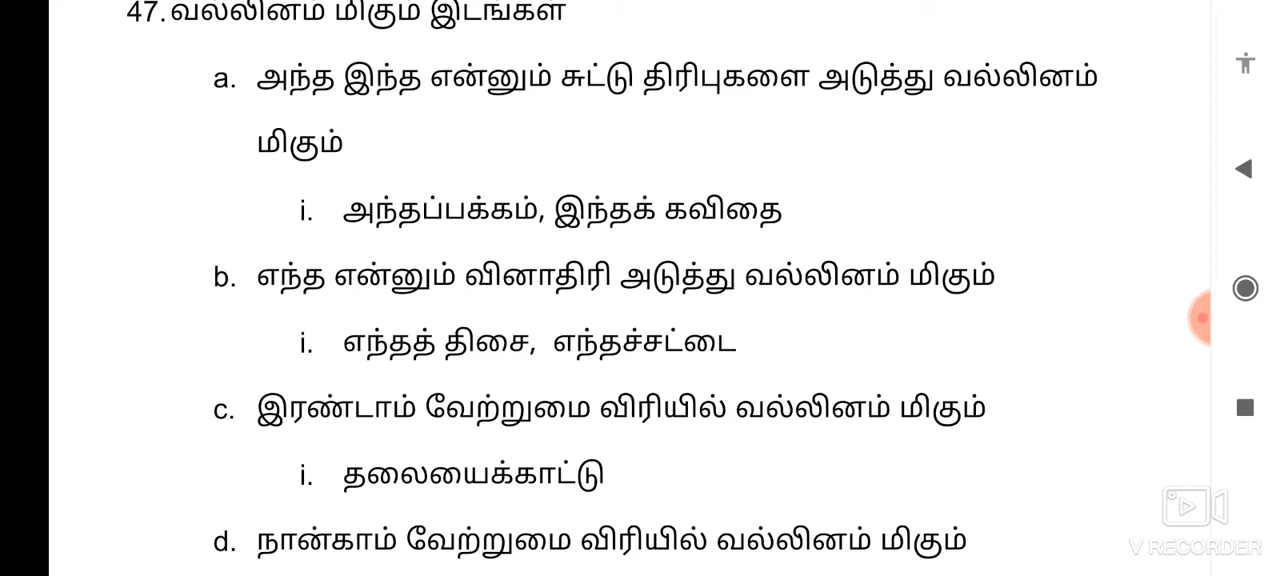 47. வல்லினம் மிகும் இடங்கள்
a. அந்த இந்த என்னும் சுட்டு திரிபுகளை அடுத்து வல்லினம்
மிகும்
i. அந்தப்பக்கம், இந்தக் கவிதை
b. எந்த என்னும் வினாதிரி அடுத்து வல்லினம் மிகும்
i. எந்தத் திசை, எந்தச்சட்டை
c. இரண்டாம் வேற்றுமை விரியில் வல்லினம் மிகும்
i. தலையைக்காட்டு
d. நான்காம் வேற்றுமை விரியில் வல்லினம் மிகும்
V RECORDER